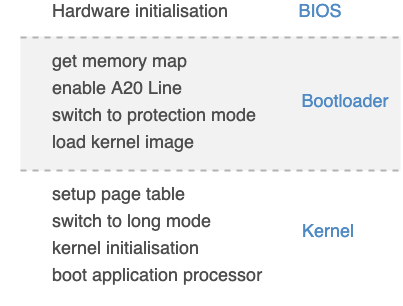 Hardware initialisation BIOS
get memory map
enable A20 Line
switch to protection mode Bootloader
load kernel image
setup page table
switch to long mode
kernel initialisation Kernel
boot application processor